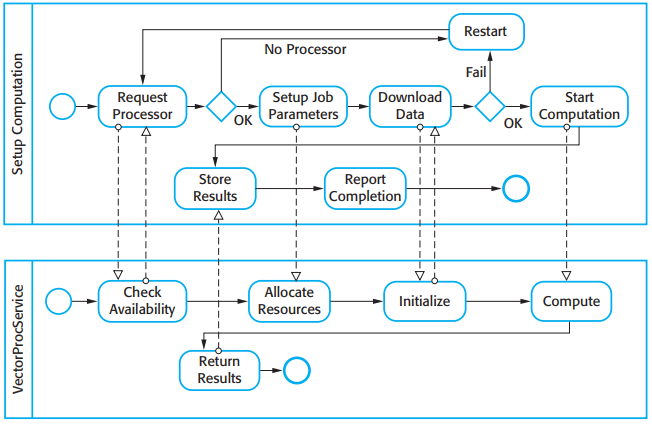 Setup Computation
Restart
No Processor
Fail
Request
Processor
OK
Setup Job
Parameters
Download
Data
OK
Start
Computation
Store
Results
Report
Completion
VectorProcService
Check
Availability
Allocate
Resources
Initialize
Compute
Return
Results